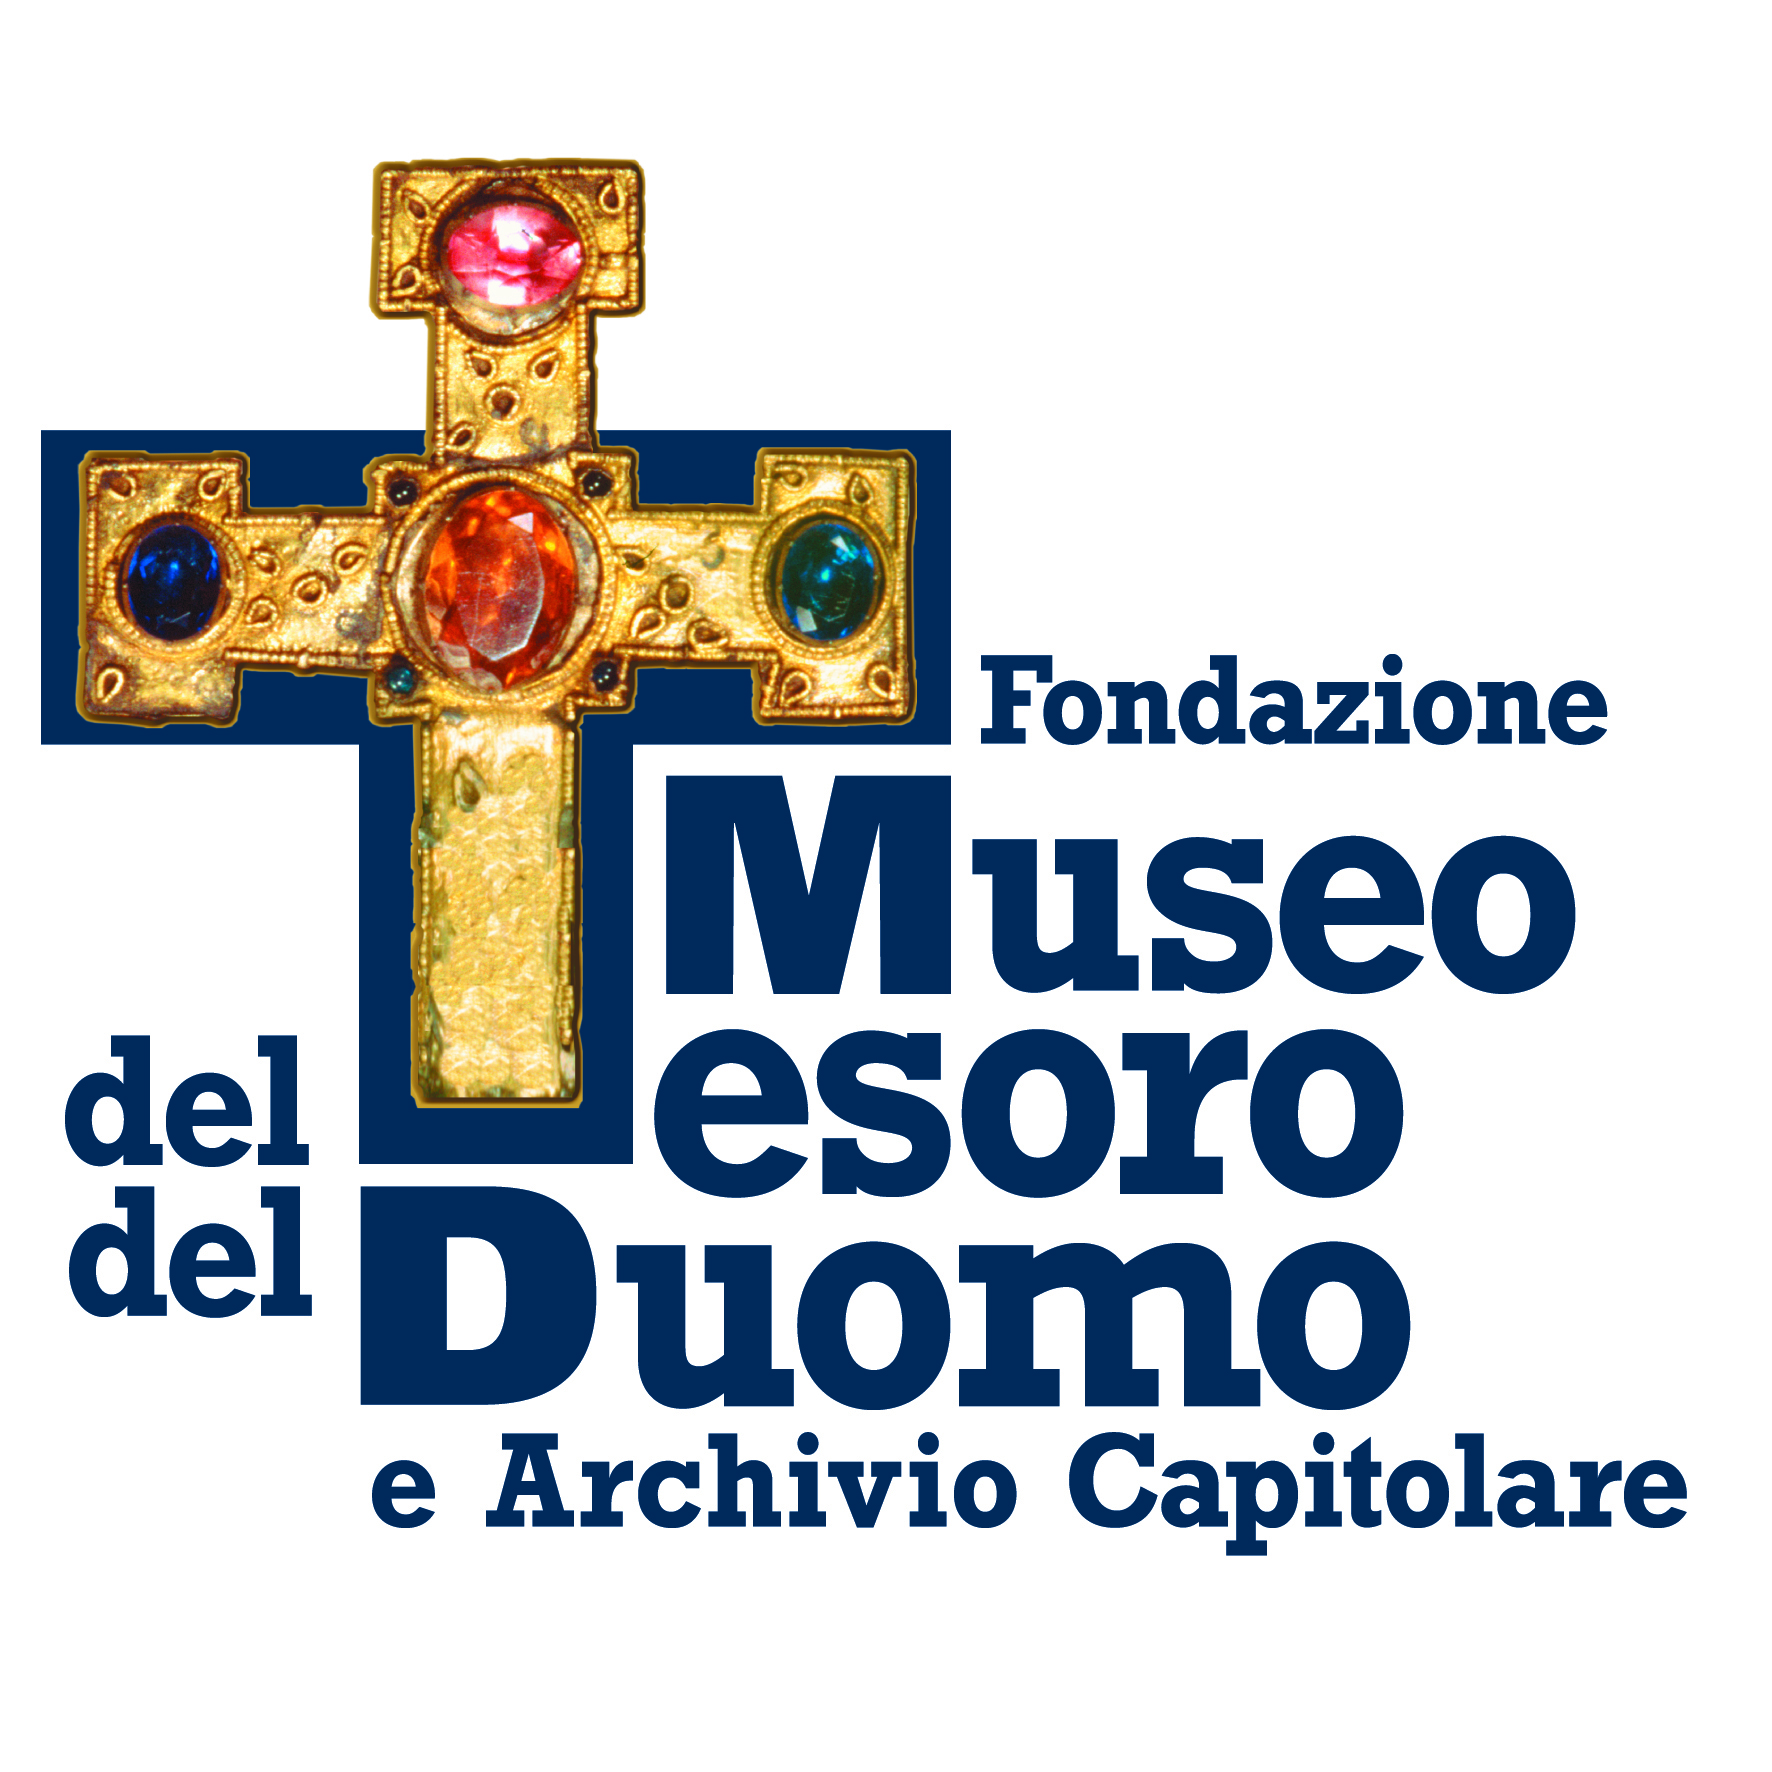 Fondazione
Museo
del Tesoro
del Duomo
e Archivio Capitolare